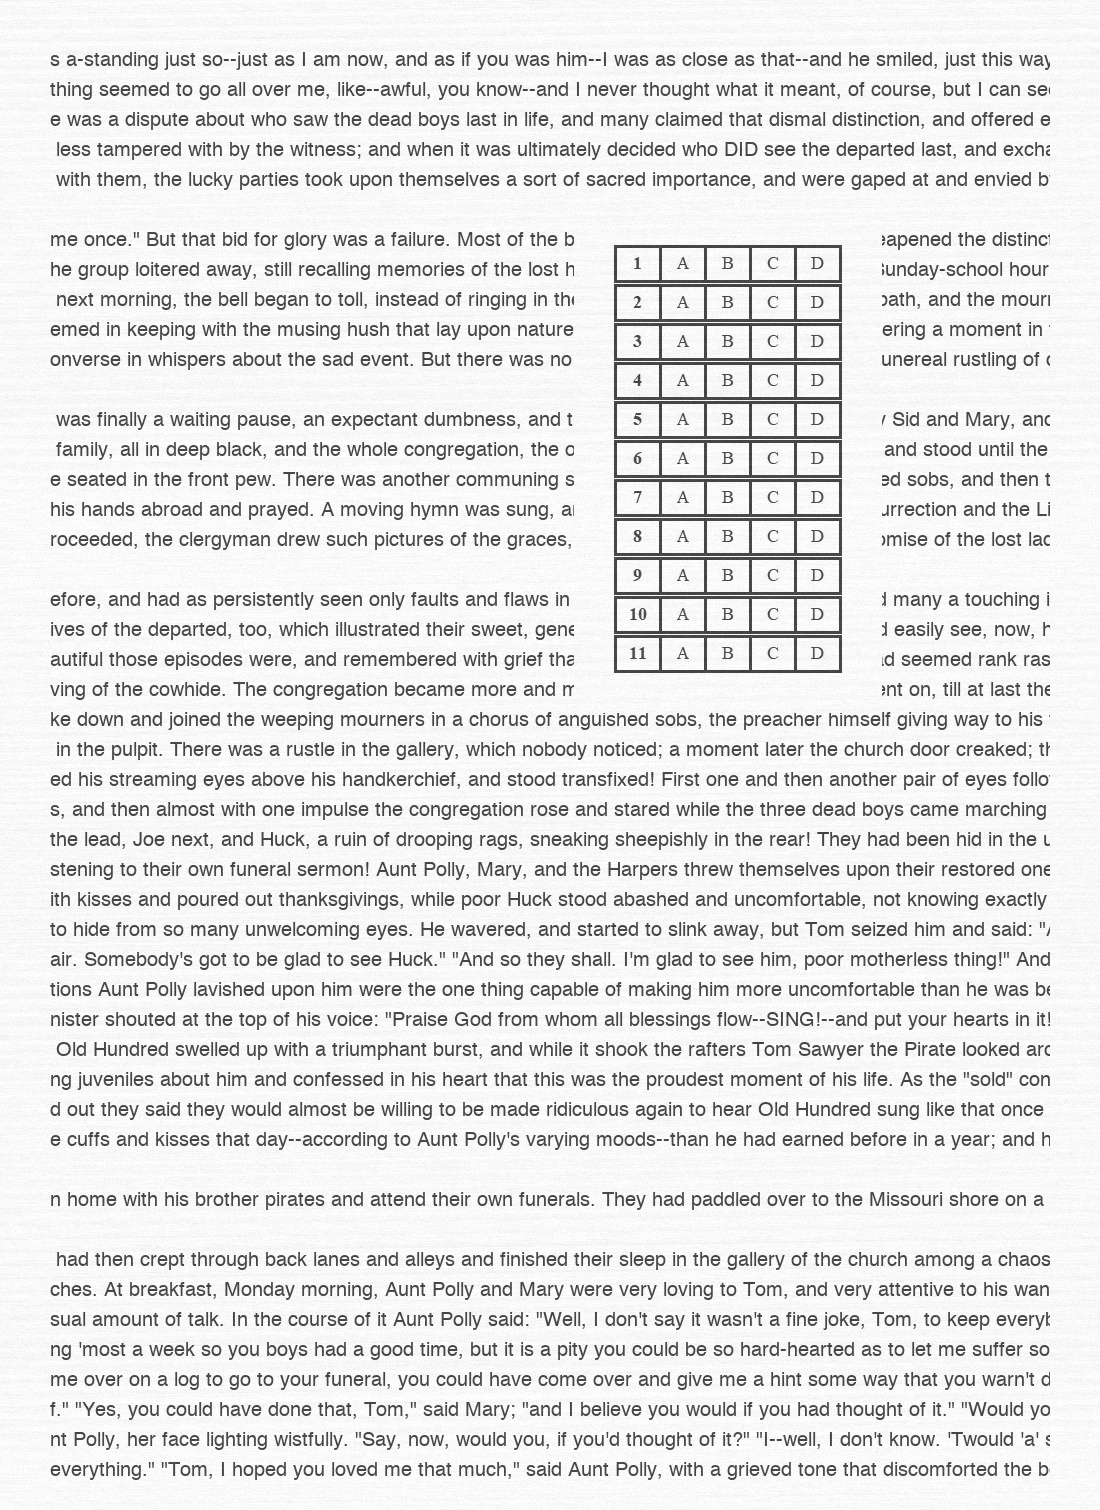 s a-standing just so--just as I am now, and as if you was him--I was as close as that--and he smiled, just this way
thing seemed to go all over me, like--awful, you know--and I never thought what it meant, of course, but I can
e was a dispute about who saw the dead boys last in life, and many claimed that dismal distinction, and offered e
less tampered with by the witness; and when it was ultimately decided who DID see the departed last, and
with them, the lucky parties took upon themselves a sort of sacred importance, and were gaped at and envied
me once." But that bid for glory was a failure. Most of the b eapened the
he group loitered away, still recalling memories of the lost Sunday-school hour
next morning, the bell began to toll, instead of ringing in and the
emed in keeping with the musing hush that lay upon nature ering a moment in
onverse in whispers about the sad event. But there was no unereal rustling of
was finally a waiting pause, an expectant dumbness, and t Sid and Mary, and
family, all in deep black, and the whole congregation, the and stood until the
e seated in the front pew. There was another communing s ed sobs, and then t
his hands abroad and prayed. A moving hymn was sung, urrection and the
roceeded, the clergyman drew such pictures of the graces, omise of the lost
efore, and had as persistently seen only faults and flaws in many a touching
ives of the departed, too, which illustrated their sweet, easily see, now,
autiful those episodes were, and remembered with grief seemed rank
ving of the cowhide. The congregation became more and ent on, till at last the
ke down and joined the weeping mourners in a chorus of anguished sobs, the preacher himself giving way to his
in the pulpit. There was a rustle in the gallery, which nobody noticed; a moment later the church door creaked;
ed his streaming eyes above his handkerchief, and stood transfixed! First one and then another pair of eyes
s, and then almost with one impulse the congregation rose and stared while the three dead boys came marching
the lead, Joe next, and Huck, a ruin of drooping rags, sneaking sheepishly in the rear! They had been hid in the u
stening to their own funeral sermon! Aunt Polly, Mary, and the Harpers threw themselves upon their restored one
ith kisses and poured out thanksgivings, while poor Huck stood abashed and uncomfortable, not knowing exactly
to hide from so many unwelcoming eyes. He wavered, and started to slink away, but Tom seized him and said:
air. Somebody's got to be glad to see Huck." "And so they shall. I'm glad to see him, poor motherless thing!" And
tions Aunt Polly lavished upon him were the one thing capable of making him more uncomfortable than he was
nister shouted at the top of his voice: "Praise God from whom all blessings flow--SING!--and put your hearts in it!
Old Hundred swelled up with a triumphant burst, and while it shook the rafters Tom Sawyer the Pirate looked
ng juveniles about him and confessed in his heart that this was the proudest moment of his life. As the "sold" con
d out they said they would almost be willing to be made ridiculous again to hear Old Hundred sung like that once
e cuffs and kisses that day--according to Aunt Polly's varying moods--than he had earned before in a year; and h
n home with his brother pirates and attend their own funerals. They had paddled over to the Missouri shore on a
had then crept through back lanes and alleys and finished their sleep in the gallery of the church among a chaos
ches. At breakfast, Monday morning, Aunt Polly and Mary were very loving to Tom, and very attentive to his wan
sual amount of talk. In the course of it Aunt Polly said: "Well, I don't say it wasn't a fine joke, Tom, to keep
ng 'most a week so you boys had a good time, but it is a pity you could be so hard-hearted as to let me suffer so
me over on a log to go to your funeral, you could have come over and give me a hint some way that you warn't d
f." "Yes, you could have done that, Tom," said Mary; "and I believe you would if you had thought of it." "Would yo
nt Polly, her face lighting wistfully. "Say, now, would you, if you'd thought of it?" "I--well, I don't know. 'Twould 'a' s
everything." "Tom, I hoped you loved me that much," said Aunt Polly, with a grieved tone that discomforted the b
1 A B C D
2 A B C D
3 A B C D
4 A B C D
5 A B C D
6 A B C D
7 A B C D
8 A B C D
9 A B C D
10 A B C D
11 A B C D